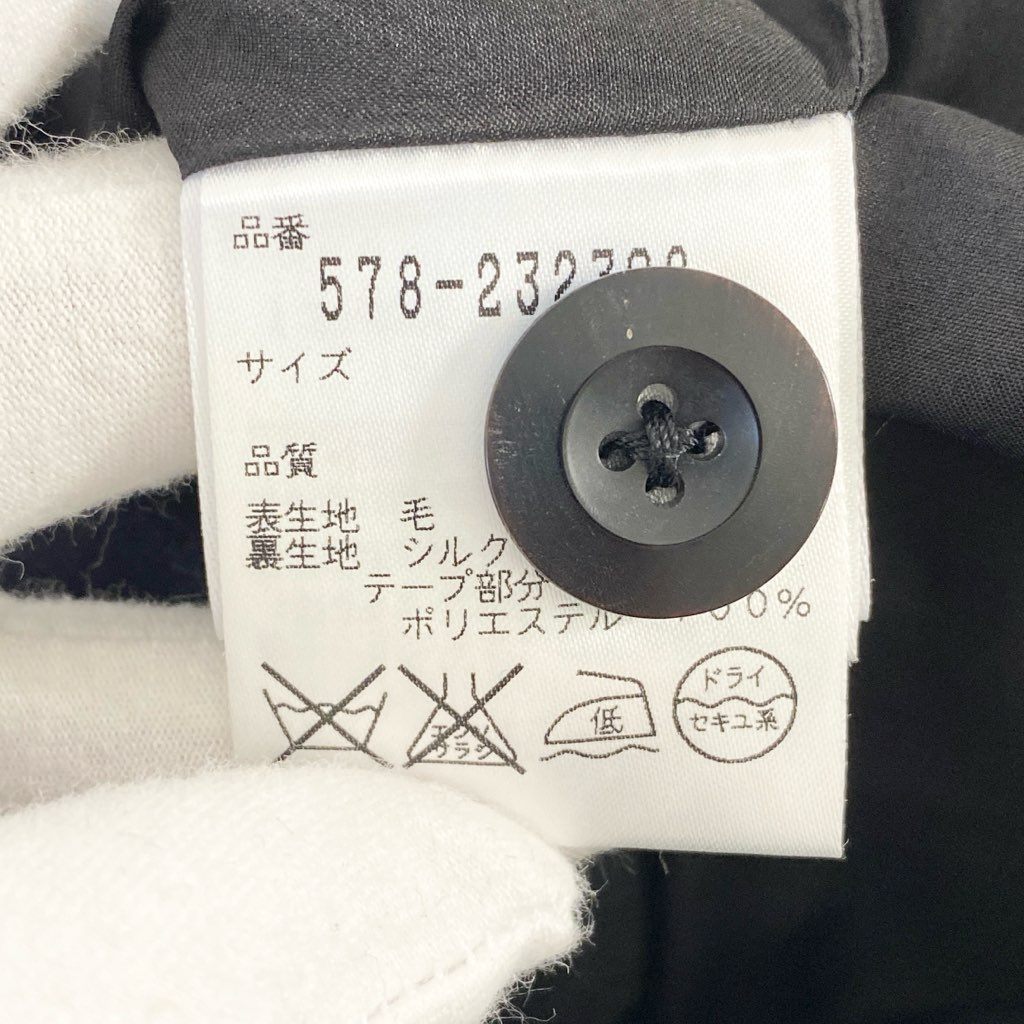 品番
578-232
サイズ
品質
表生地 毛
裏生地 シルク
テープ部分
ポリエステル 100%
低
ドライ
セキユ系